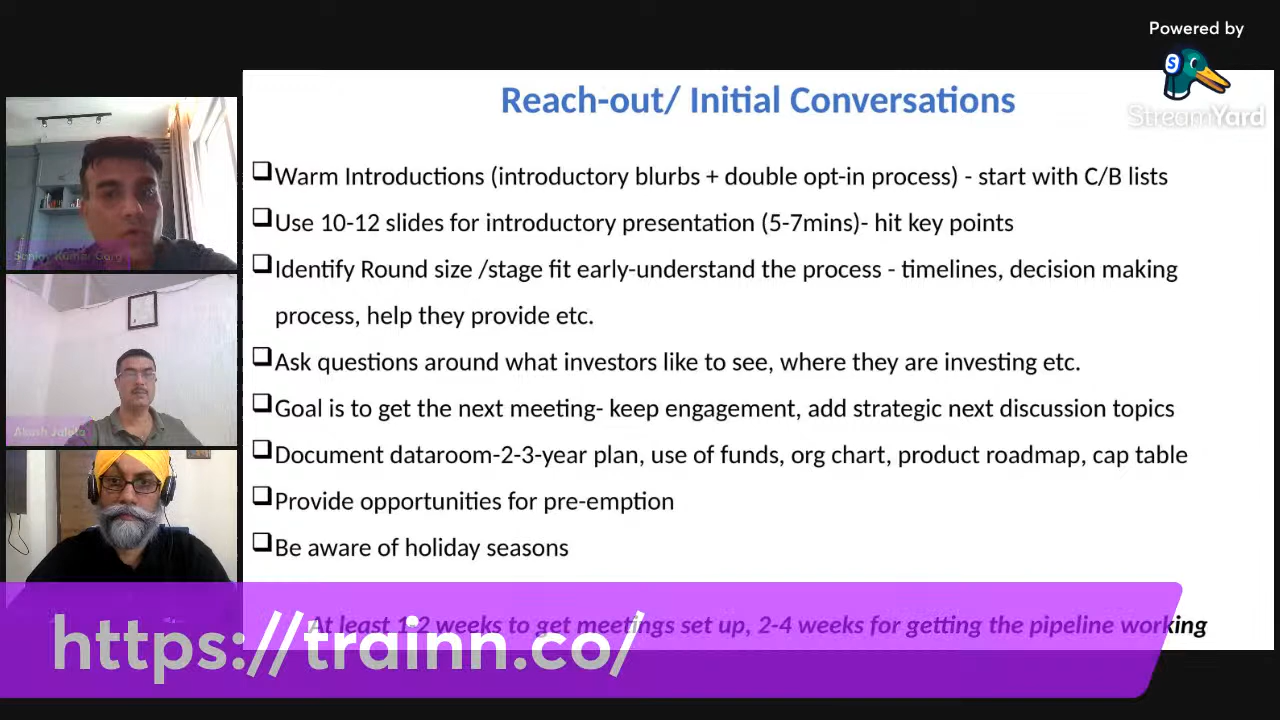 Powered by
StreamYard
Reach-out/ Initial Conversations
Warm Introductions (introductory blurbs + double opt-in process) - start with C/B lists
Use 10-12 slides for introductory presentation (5-7mins)- hit key points
Identify Round size /stage fit early-understand the process - timelines, decision making
process, help they provide etc.
Ask questions around what investors like to see, where they are investing etc.
Goal is to get the next meeting- keep engagement, add strategic next discussion topics
Document dataroom-2-3-year plan, use of funds, org chart, product roadmap, cap table
Provide opportunities for pre-emption
Be aware of holiday seasons
At least 1-2 weeks to get meetings set up, 2-4 weeks for getting the pipeline working
Sanjay Kumar Garg
Akash
https://trainn.co/